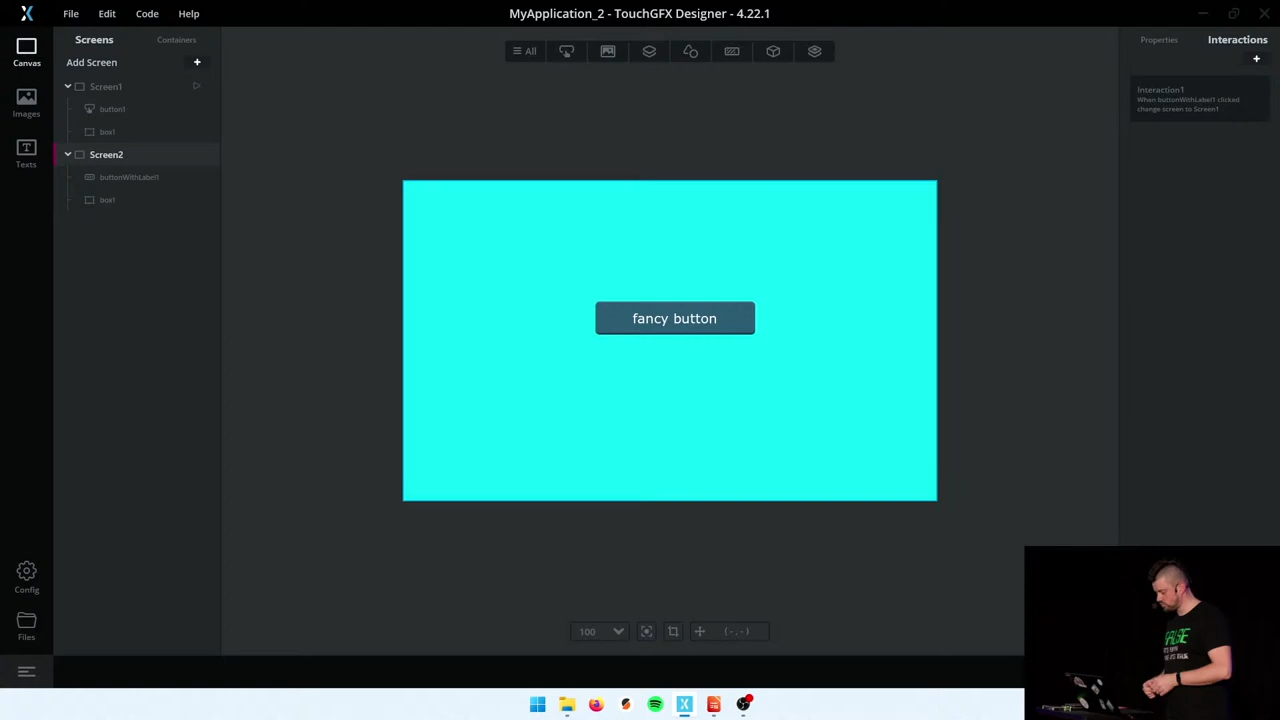 File Edit Code Help
MyApplication_2 - TouchGFX Designer - 4.22.1
Canvas
Images
Texts
Config
Files
Screens Containers
Add Screen +
Screen1
button1
box1
Screen2
buttonWithLabel1
box1
All
fancy button
100
(-,-)
Properties Interactions
+
Interaction1
When buttonWithLabel1 clicked
change screen to Screen1